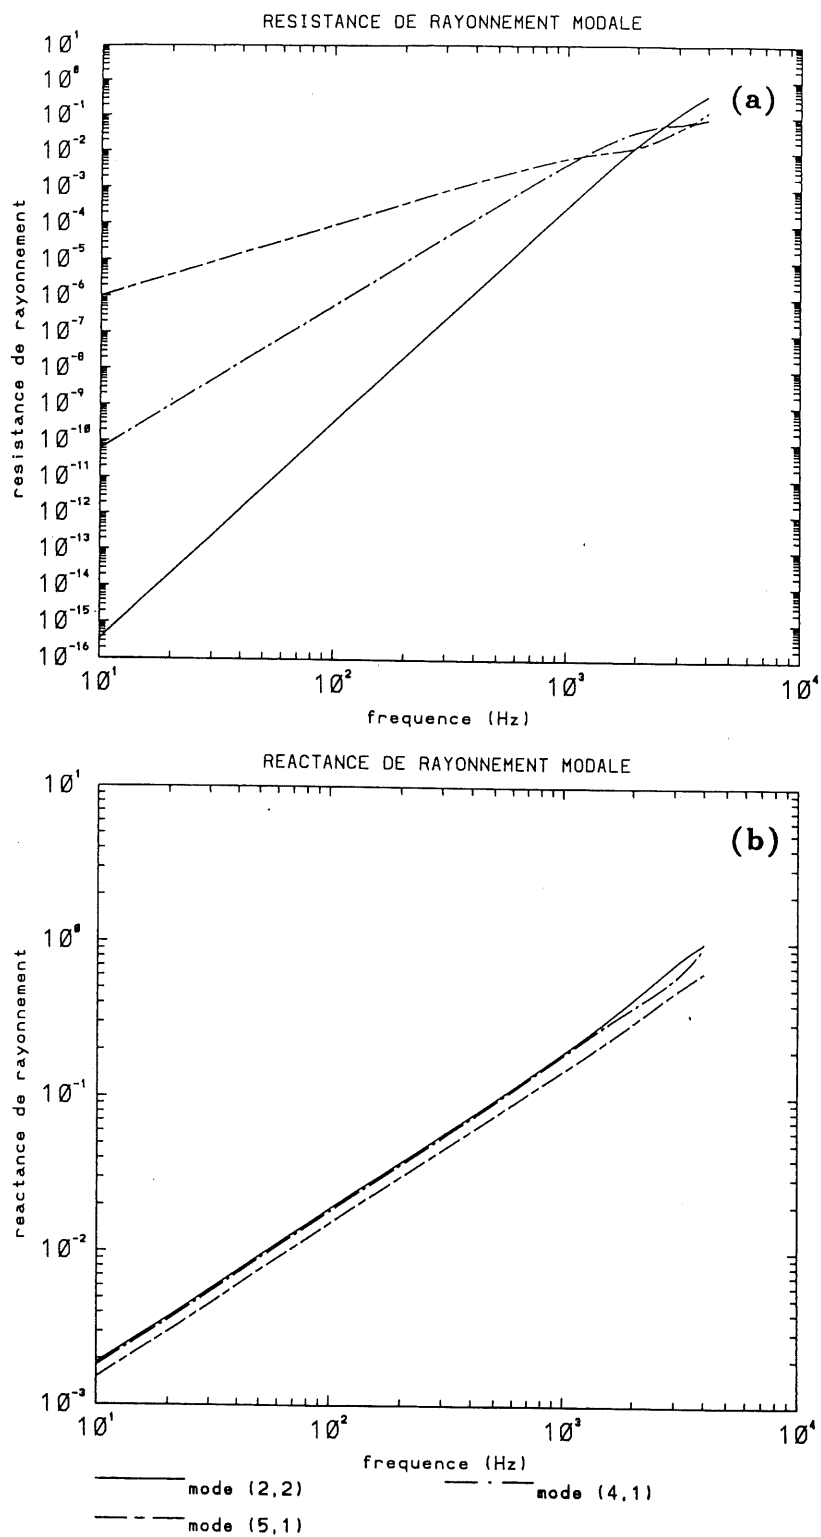 RESISTANCE DE RAYONNEMENT MODALE
(a)
resistance de rayonnement
10¹
10⁰
10⁻¹
10⁻²
10⁻³
10⁻⁴
10⁻⁵
10⁻⁶
10⁻⁷
10⁻⁸
10⁻⁹
10⁻¹⁰
10⁻¹¹
10⁻¹²
10⁻¹³
10⁻¹⁴
10⁻¹⁵
10⁻¹⁶
10¹ 10² 10³ 10⁴
frequence (Hz)
REACTANCE DE RAYONNEMENT MODALE
(b)
reactance de rayonnement
10¹
10⁰
10⁻¹
10⁻²
10⁻³
10¹ 10² 10³ 10⁴
frequence (Hz)
mode (2,2) mode (4,1)
mode (5,1)